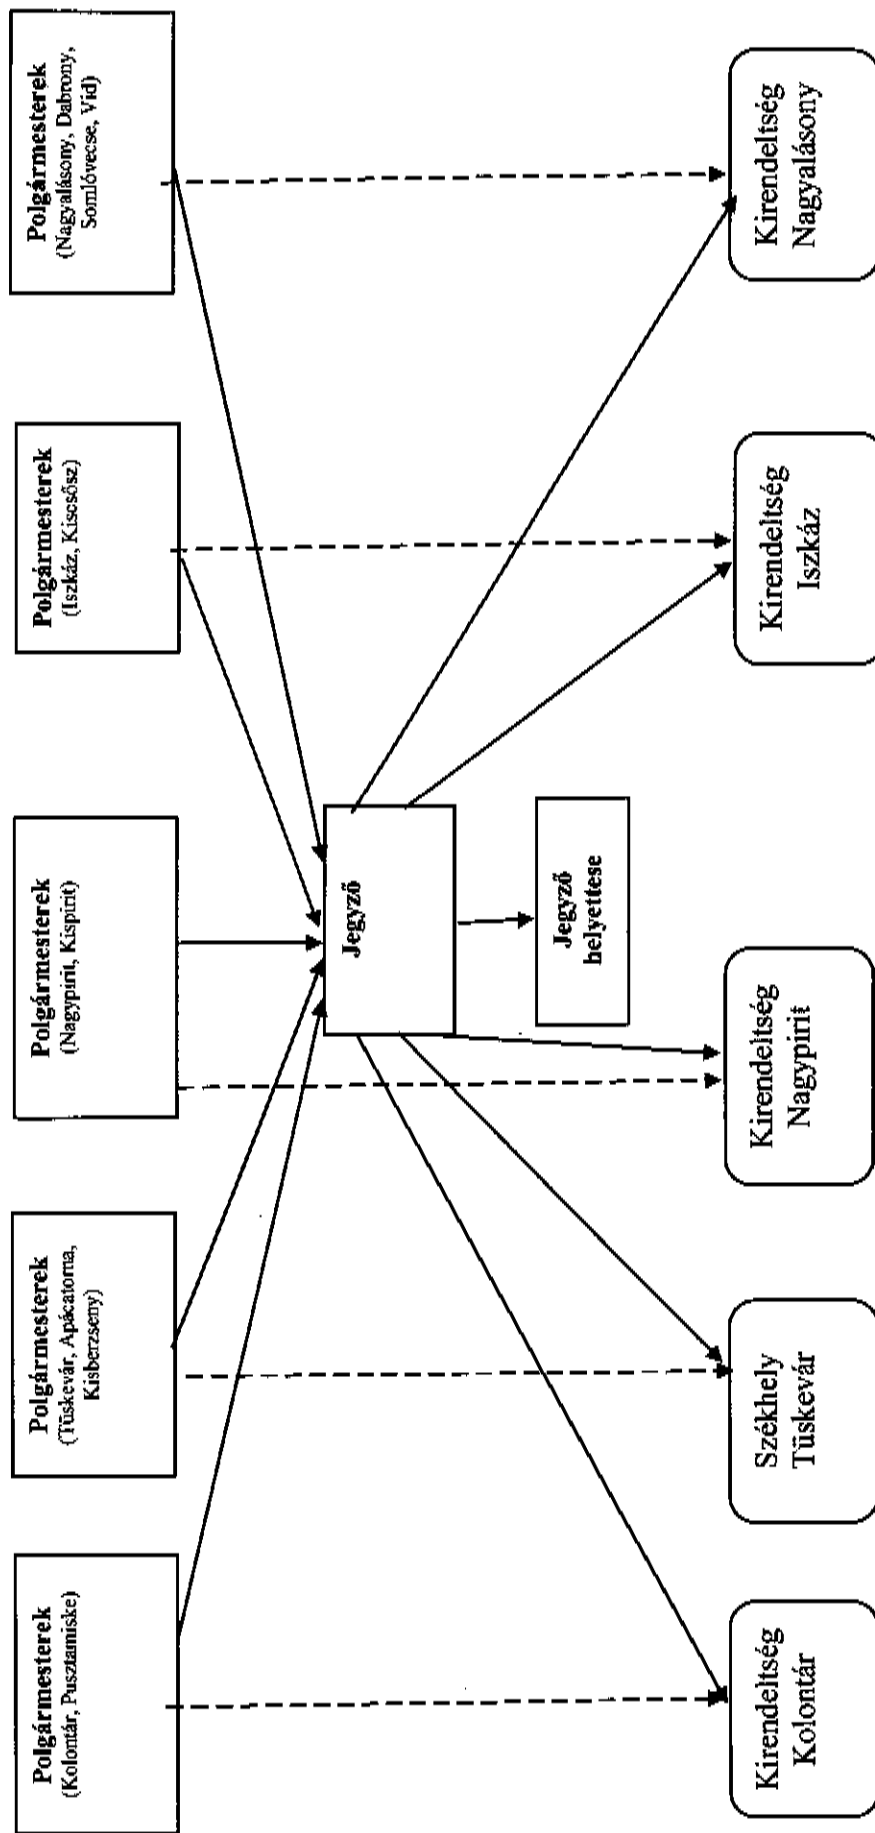 Polgármesterek
(Kolontár, Pusztamiske)
Polgármesterek
(Tüskevár, Apácatorna,
Kisberzseny)
Polgármesterek
(Nagypirit, Kispirit)
Polgármesterek
(Iszkáz, Kiscsősz)
Polgármesterek
(Nagyalásony, Dabrony,
Somlóvecse, Vid)
Jegyző
Jegyző
helyettese
Kirendeltség
Kolontár
Székhely
Tüskevár
Kirendeltség
Nagypirit
Kirendeltség
Iszkáz
Kirendeltség
Nagyalásony